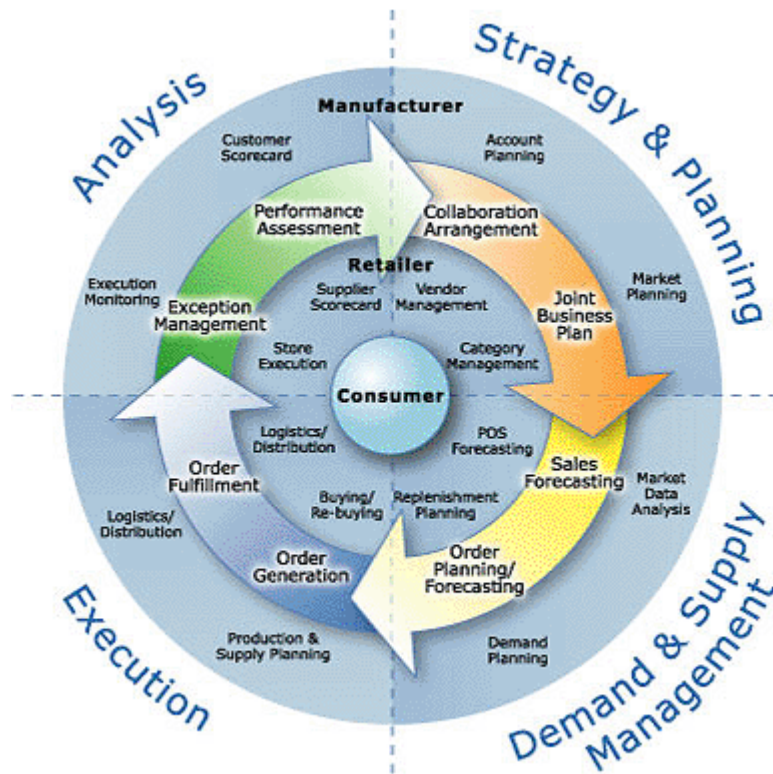 Strategy & Planning
Analysis
Manufacturer
Customer
Scorecard
Account
Planning
Performance
Assessment
Collaboration
Arrangement
Retailer
Execution
Monitoring
Exception
Management
Supplier
Scorecard
Vendor
Management
Joint
Business
Plan
Market
Planning
Store
Execution
Category
Management
Consumer
Logistics/
Distribution
POS
Forecasting
Order
Fulfillment
Sales
Forecasting
Market
Data
Analysis
Logistics/
Distribution
Buying/
Re-buying
Replenishment
Planning
Order
Generation
Order
Planning/
Forecasting
Production &
Supply Planning
Demand
Planning
Execution
Demand & Supply
Management